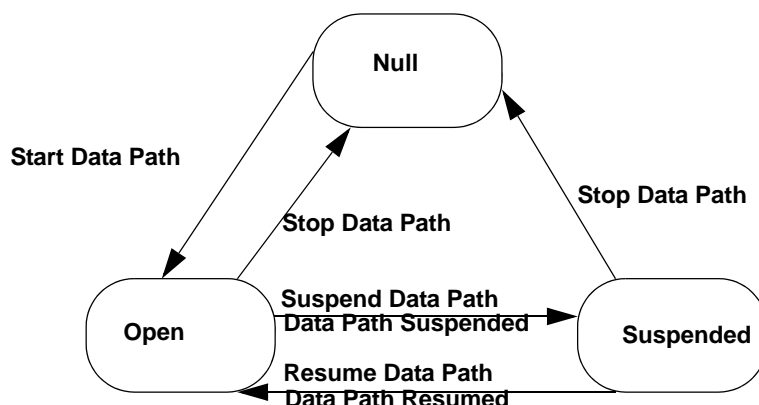 Null
Start Data Path
Stop Data Path
Stop Data Path
Suspend Data Path
Data Path Suspended
Open
Suspended
Resume Data Path
Data Path Resumed